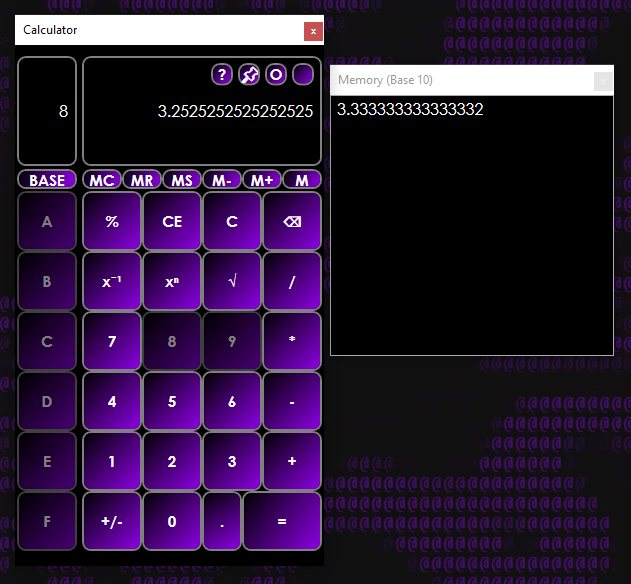 Calculator x
Memory (Base 10)
? O
8 3.2525252525252525
3.333333333333332
BASE MC MR MS M- M+ M
A % CE C ⌫
B x⁻¹ xⁿ √ /
C 7 8 9 *
D 4 5 6 -
E 1 2 3 +
F +/- 0 . =